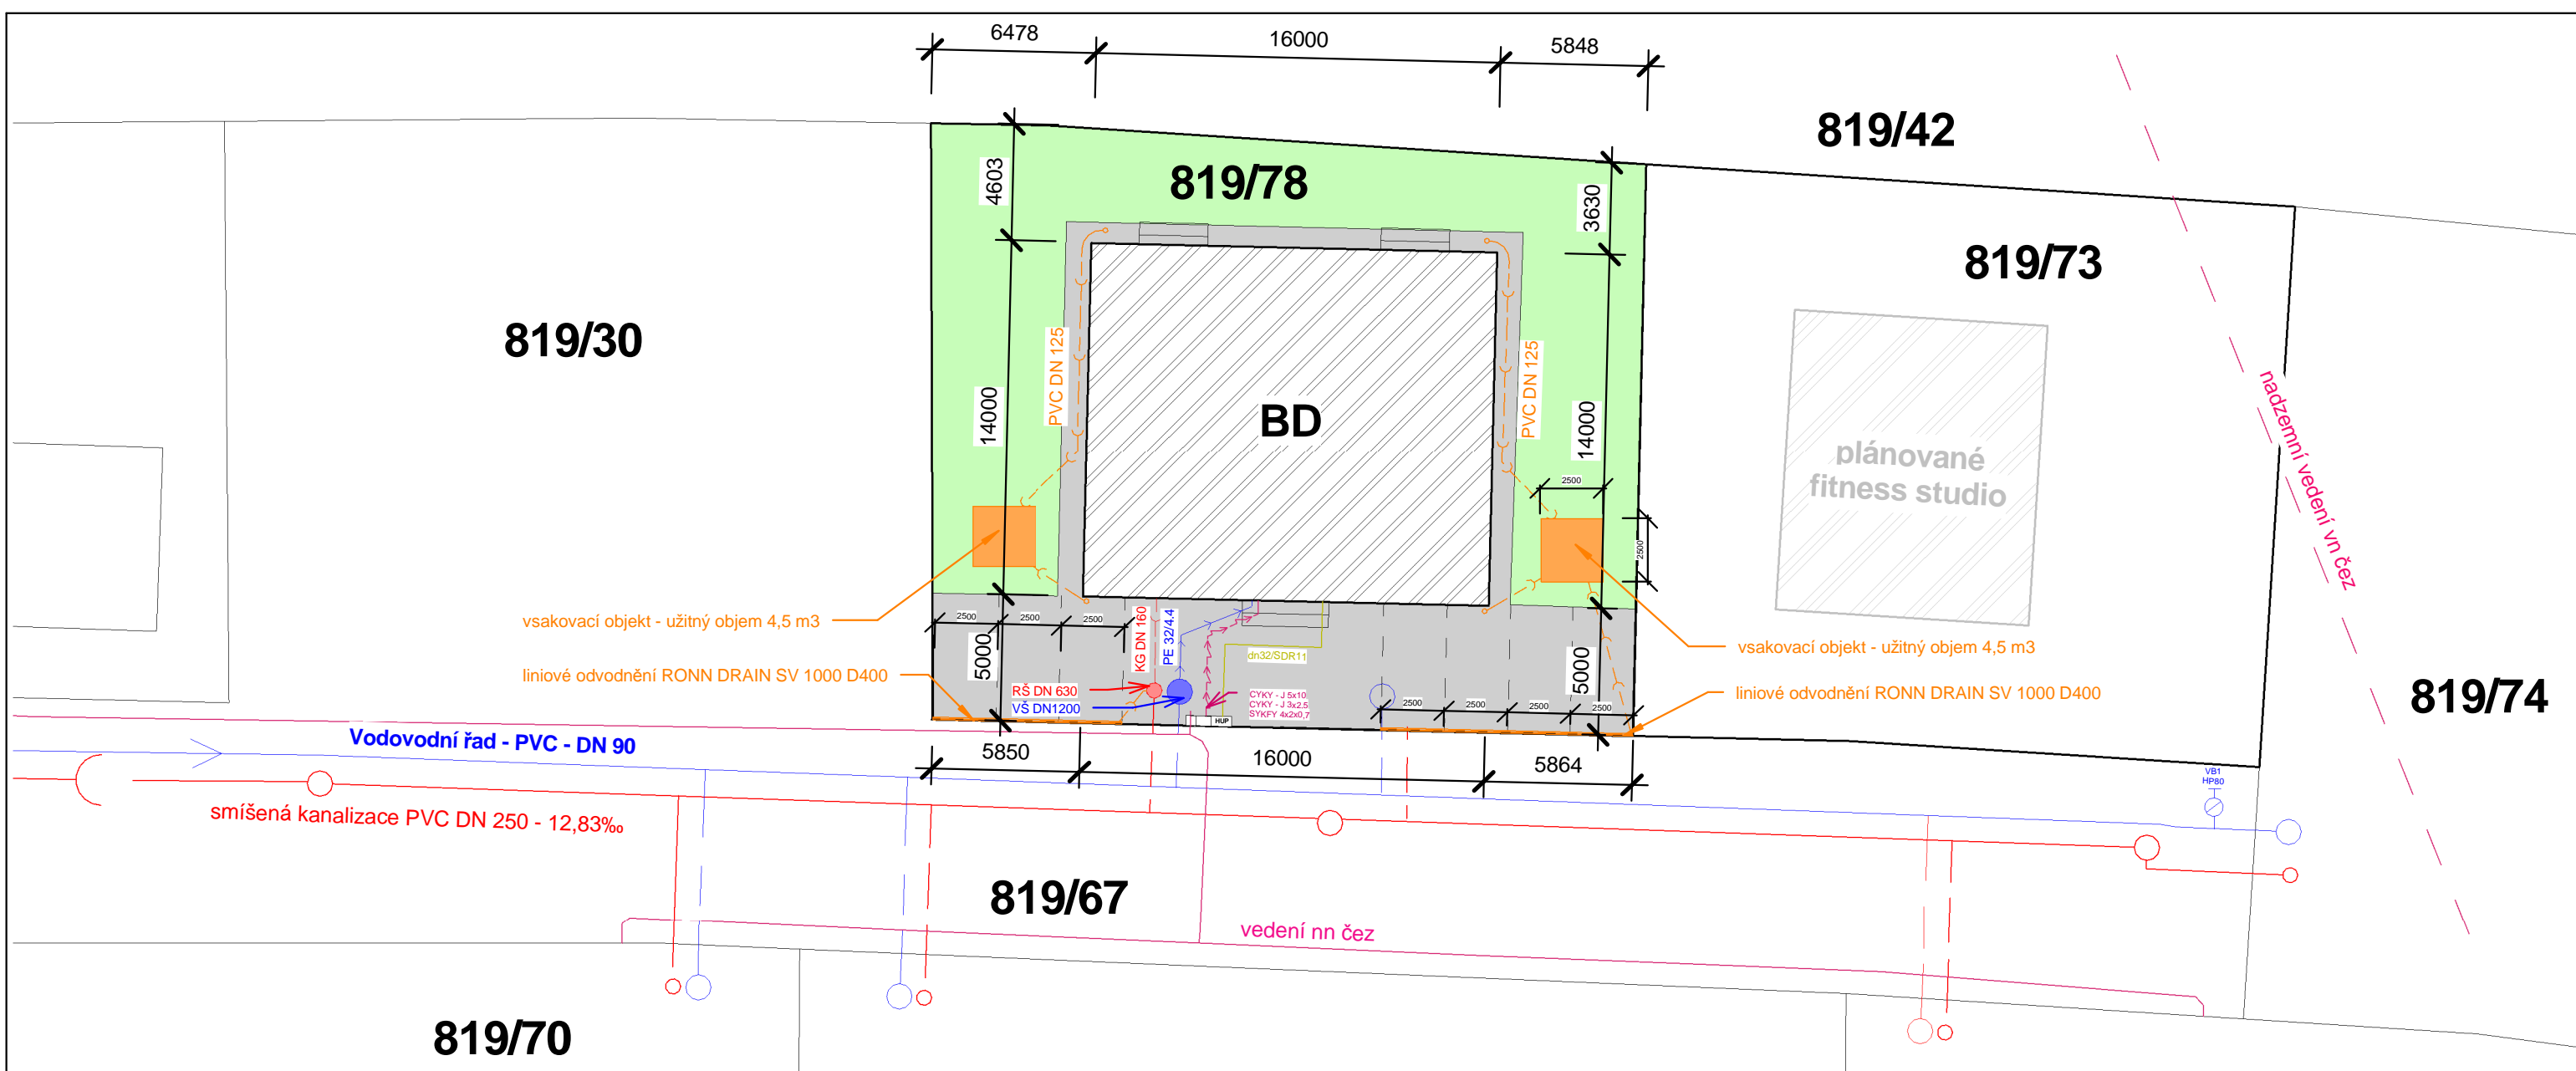 6478
16000
5848
819/42
819/78
4603
3630
819/73
819/30
PVC DN 125
PVC DN 125
14000
14000
BD
2500
2500
plánované
fitness studio
nadzemní vedení vn čez
vsakovací objekt - užitný objem 4,5 m3
2500
2500
2500
5000
KG DN 160
PE 32/4.4
dn32/SDR11
5000
vsakovací objekt - užitný objem 4,5 m3
liniové odvodnění RONN DRAIN SV 1000 D400
RŠ DN 630
VŠ DN1200
CYKY - J 5x10
CYKY - J 3x2,5
SYKFY 4x2x0,7
HUP
2500
2500
2500
2500
liniové odvodnění RONN DRAIN SV 1000 D400
819/74
Vodovodní řad - PVC - DN 90
5850
16000
5864
VB1
HP80
smíšená kanalizace PVC DN 250 - 12,83‰
819/67
vedení nn čez
819/70